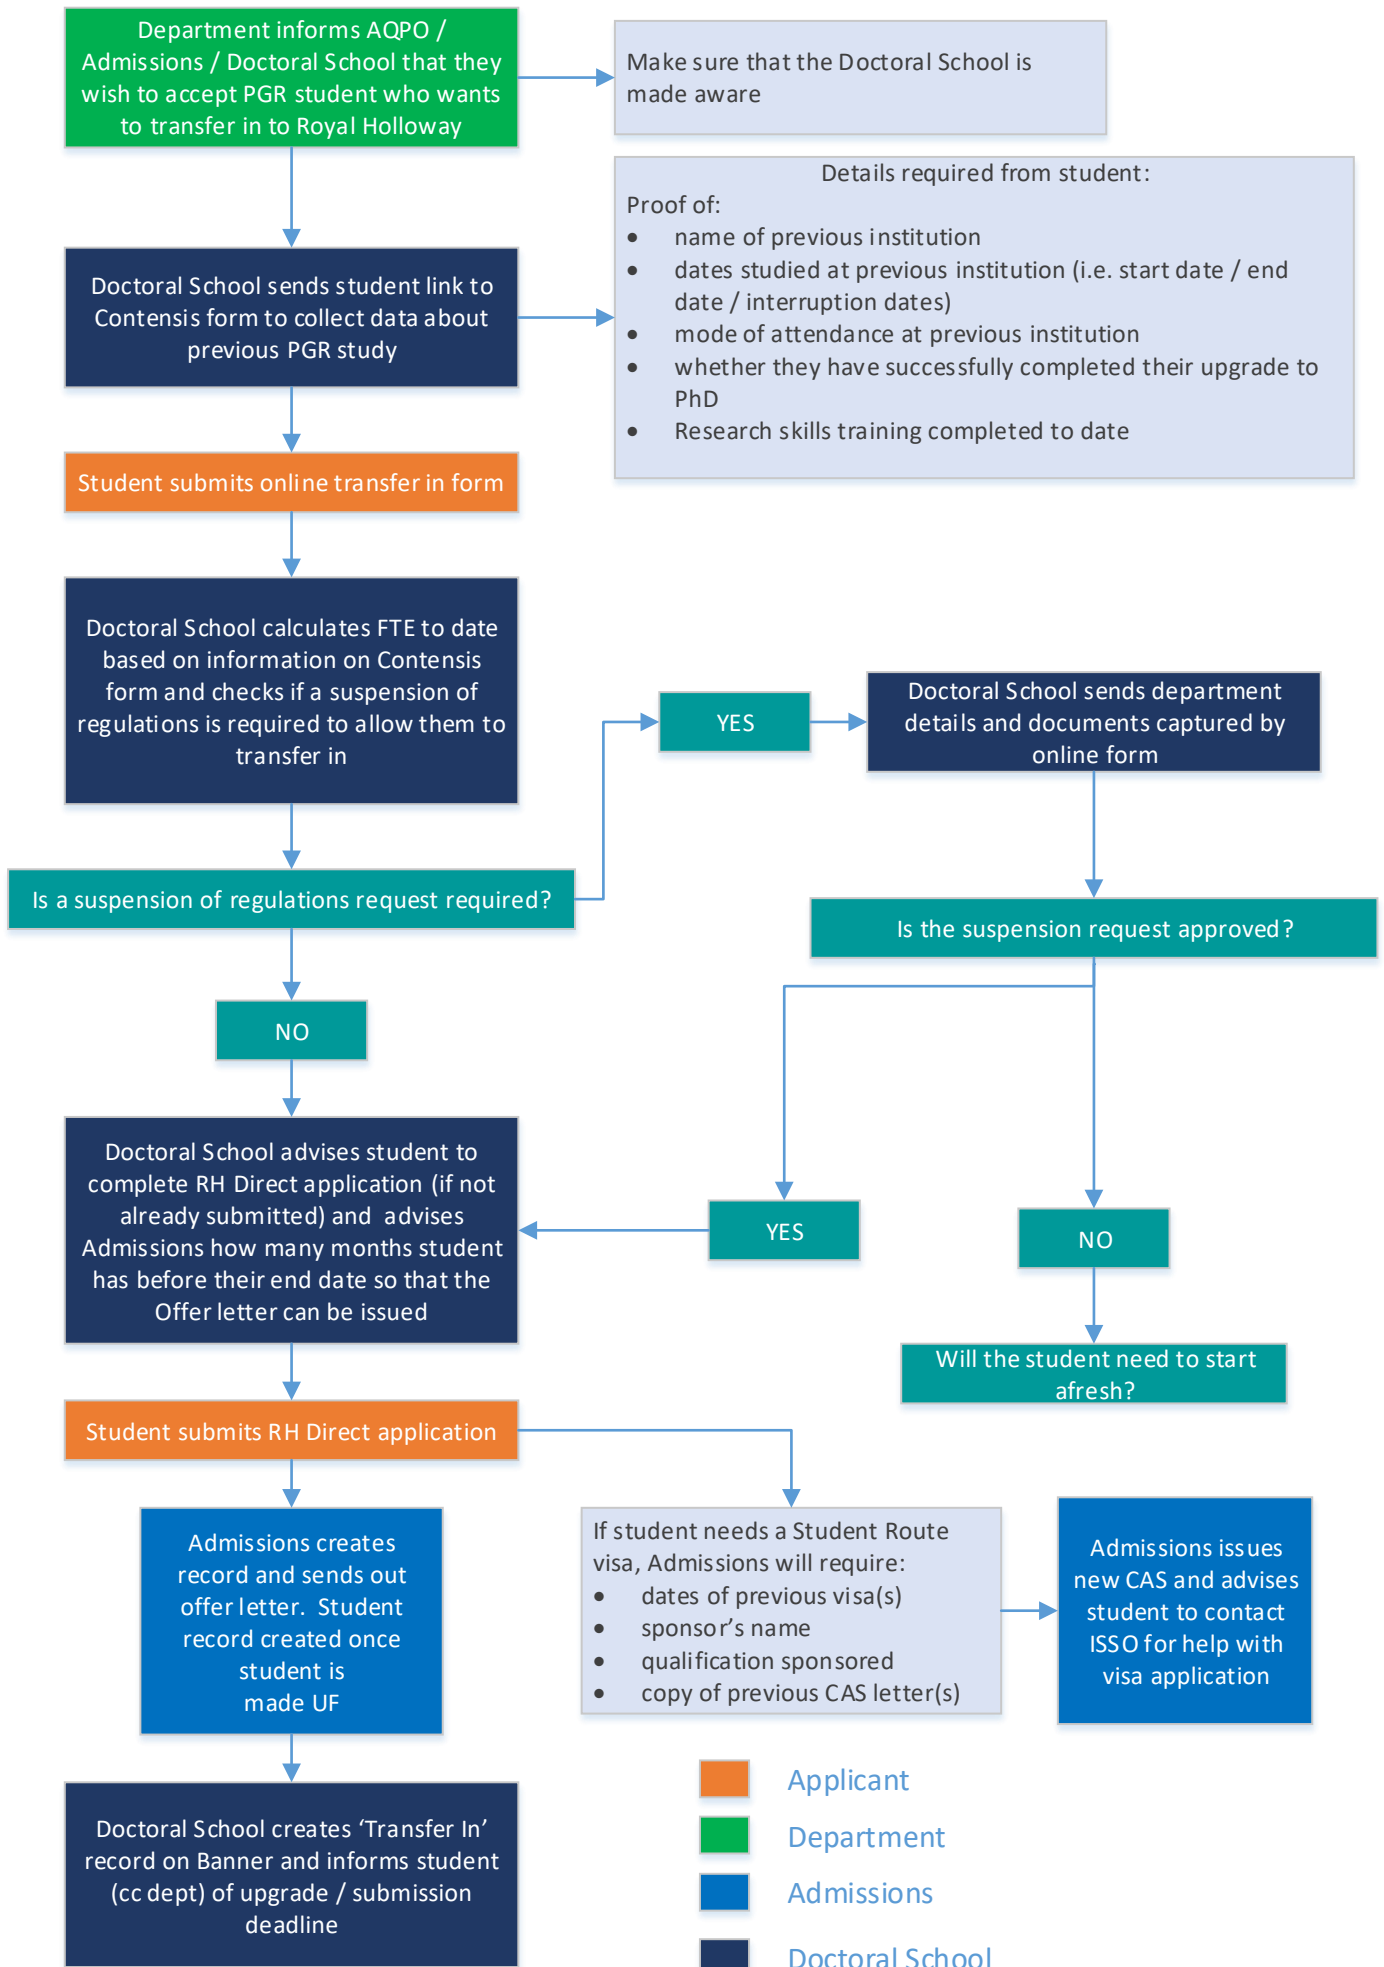 Department informs AQPO /
Admissions / Doctoral School that they
wish to accept PGR student who wants
to transfer in to Royal Holloway
Make sure that the Doctoral School is
made aware
Details required from student:
Proof of:
• name of previous institution
• dates studied at previous institution (i.e. start date / end
date / interruption dates)
• mode of attendance at previous institution
• whether they have successfully completed their upgrade to
PhD
• Research skills training completed to date
Doctoral School sends student link to
Contensis form to collect data about
previous PGR study
Student submits online transfer in form
Doctoral School calculates FTE to date
based on information on Contensis
form and checks if a suspension of
regulations is required to allow them to
transfer in
YES
Doctoral School sends department
details and documents captured by
online form
Is a suspension of regulations request required?
Is the suspension request approved?
NO
Doctoral School advises student to
complete RH Direct application (if not
already submitted) and advises
Admissions how many months student
has before their end date so that the
Offer letter can be issued
YES
NO
Will the student need to start
afresh?
Student submits RH Direct application
Admissions creates
record and sends out
offer letter. Student
record created once
student is
made UF
If student needs a Student Route
visa, Admissions will require:
• dates of previous visa(s)
• sponsor’s name
• qualification sponsored
• copy of previous CAS letter(s)
Admissions issues
new CAS and advises
student to contact
ISSO for help with
visa application
Doctoral School creates ‘Transfer In’
record on Banner and informs student
(cc dept) of upgrade / submission
deadline
Applicant
Department
Admissions
Doctoral School